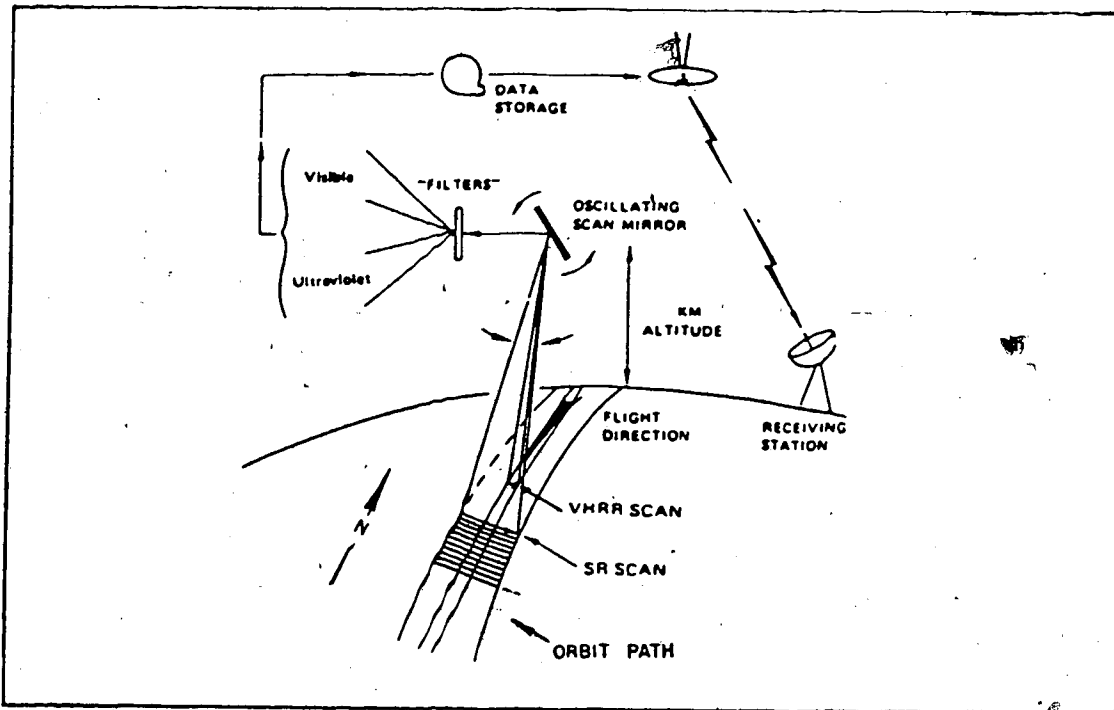 DATA
STORAGE
Visible
"FILTERS"
OSCILLATING
SCAN MIRROR
Ultraviolet
KM
ALTITUDE
FLIGHT
DIRECTION
RECEIVING
STATION
VHRR SCAN
N
SR SCAN
ORBIT PATH